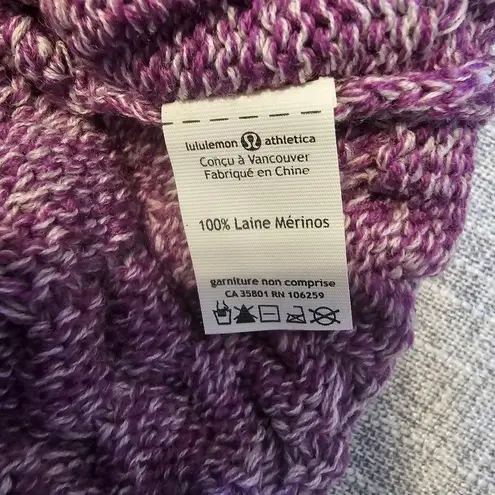 lululemon athletica
Conçu à Vancouver
Fabriqué en Chine
100% Laine Mérinos
garniture non comprise
CA 35801 RN 106259